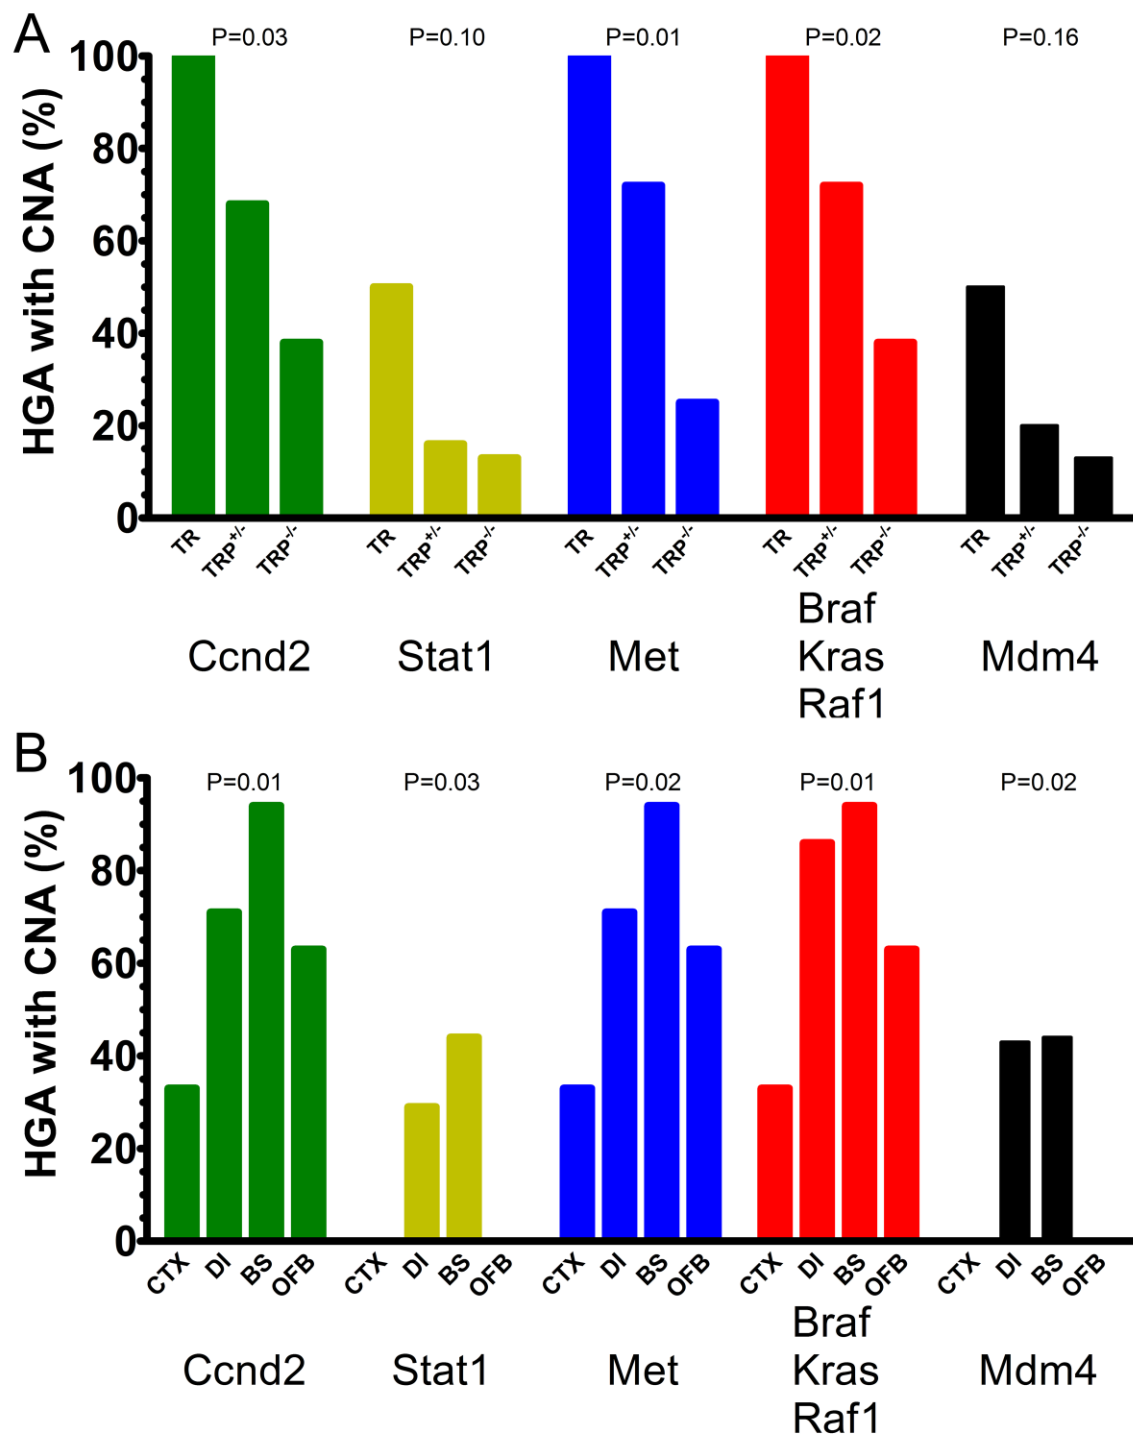 A
P=0.03 P=0.10 P=0.01 P=0.02 P=0.16
HGA with CNA (%)
100
80
60
40
20
0
TR TRP+/- TRP-/- TR TRP+/- TRP-/- TR TRP+/- TRP-/- TR TRP+/- TRP-/- TR TRP+/- TRP-/-
Ccnd2 Stat1 Met Braf Kras Raf1 Mdm4
B
P=0.01 P=0.03 P=0.02 P=0.01 P=0.02
HGA with CNA (%)
100
80
60
40
20
0
CTX DI BS OFB CTX DI BS OFB CTX DI BS OFB CTX DI BS OFB CTX DI BS OFB
Ccnd2 Stat1 Met Braf Kras Raf1 Mdm4